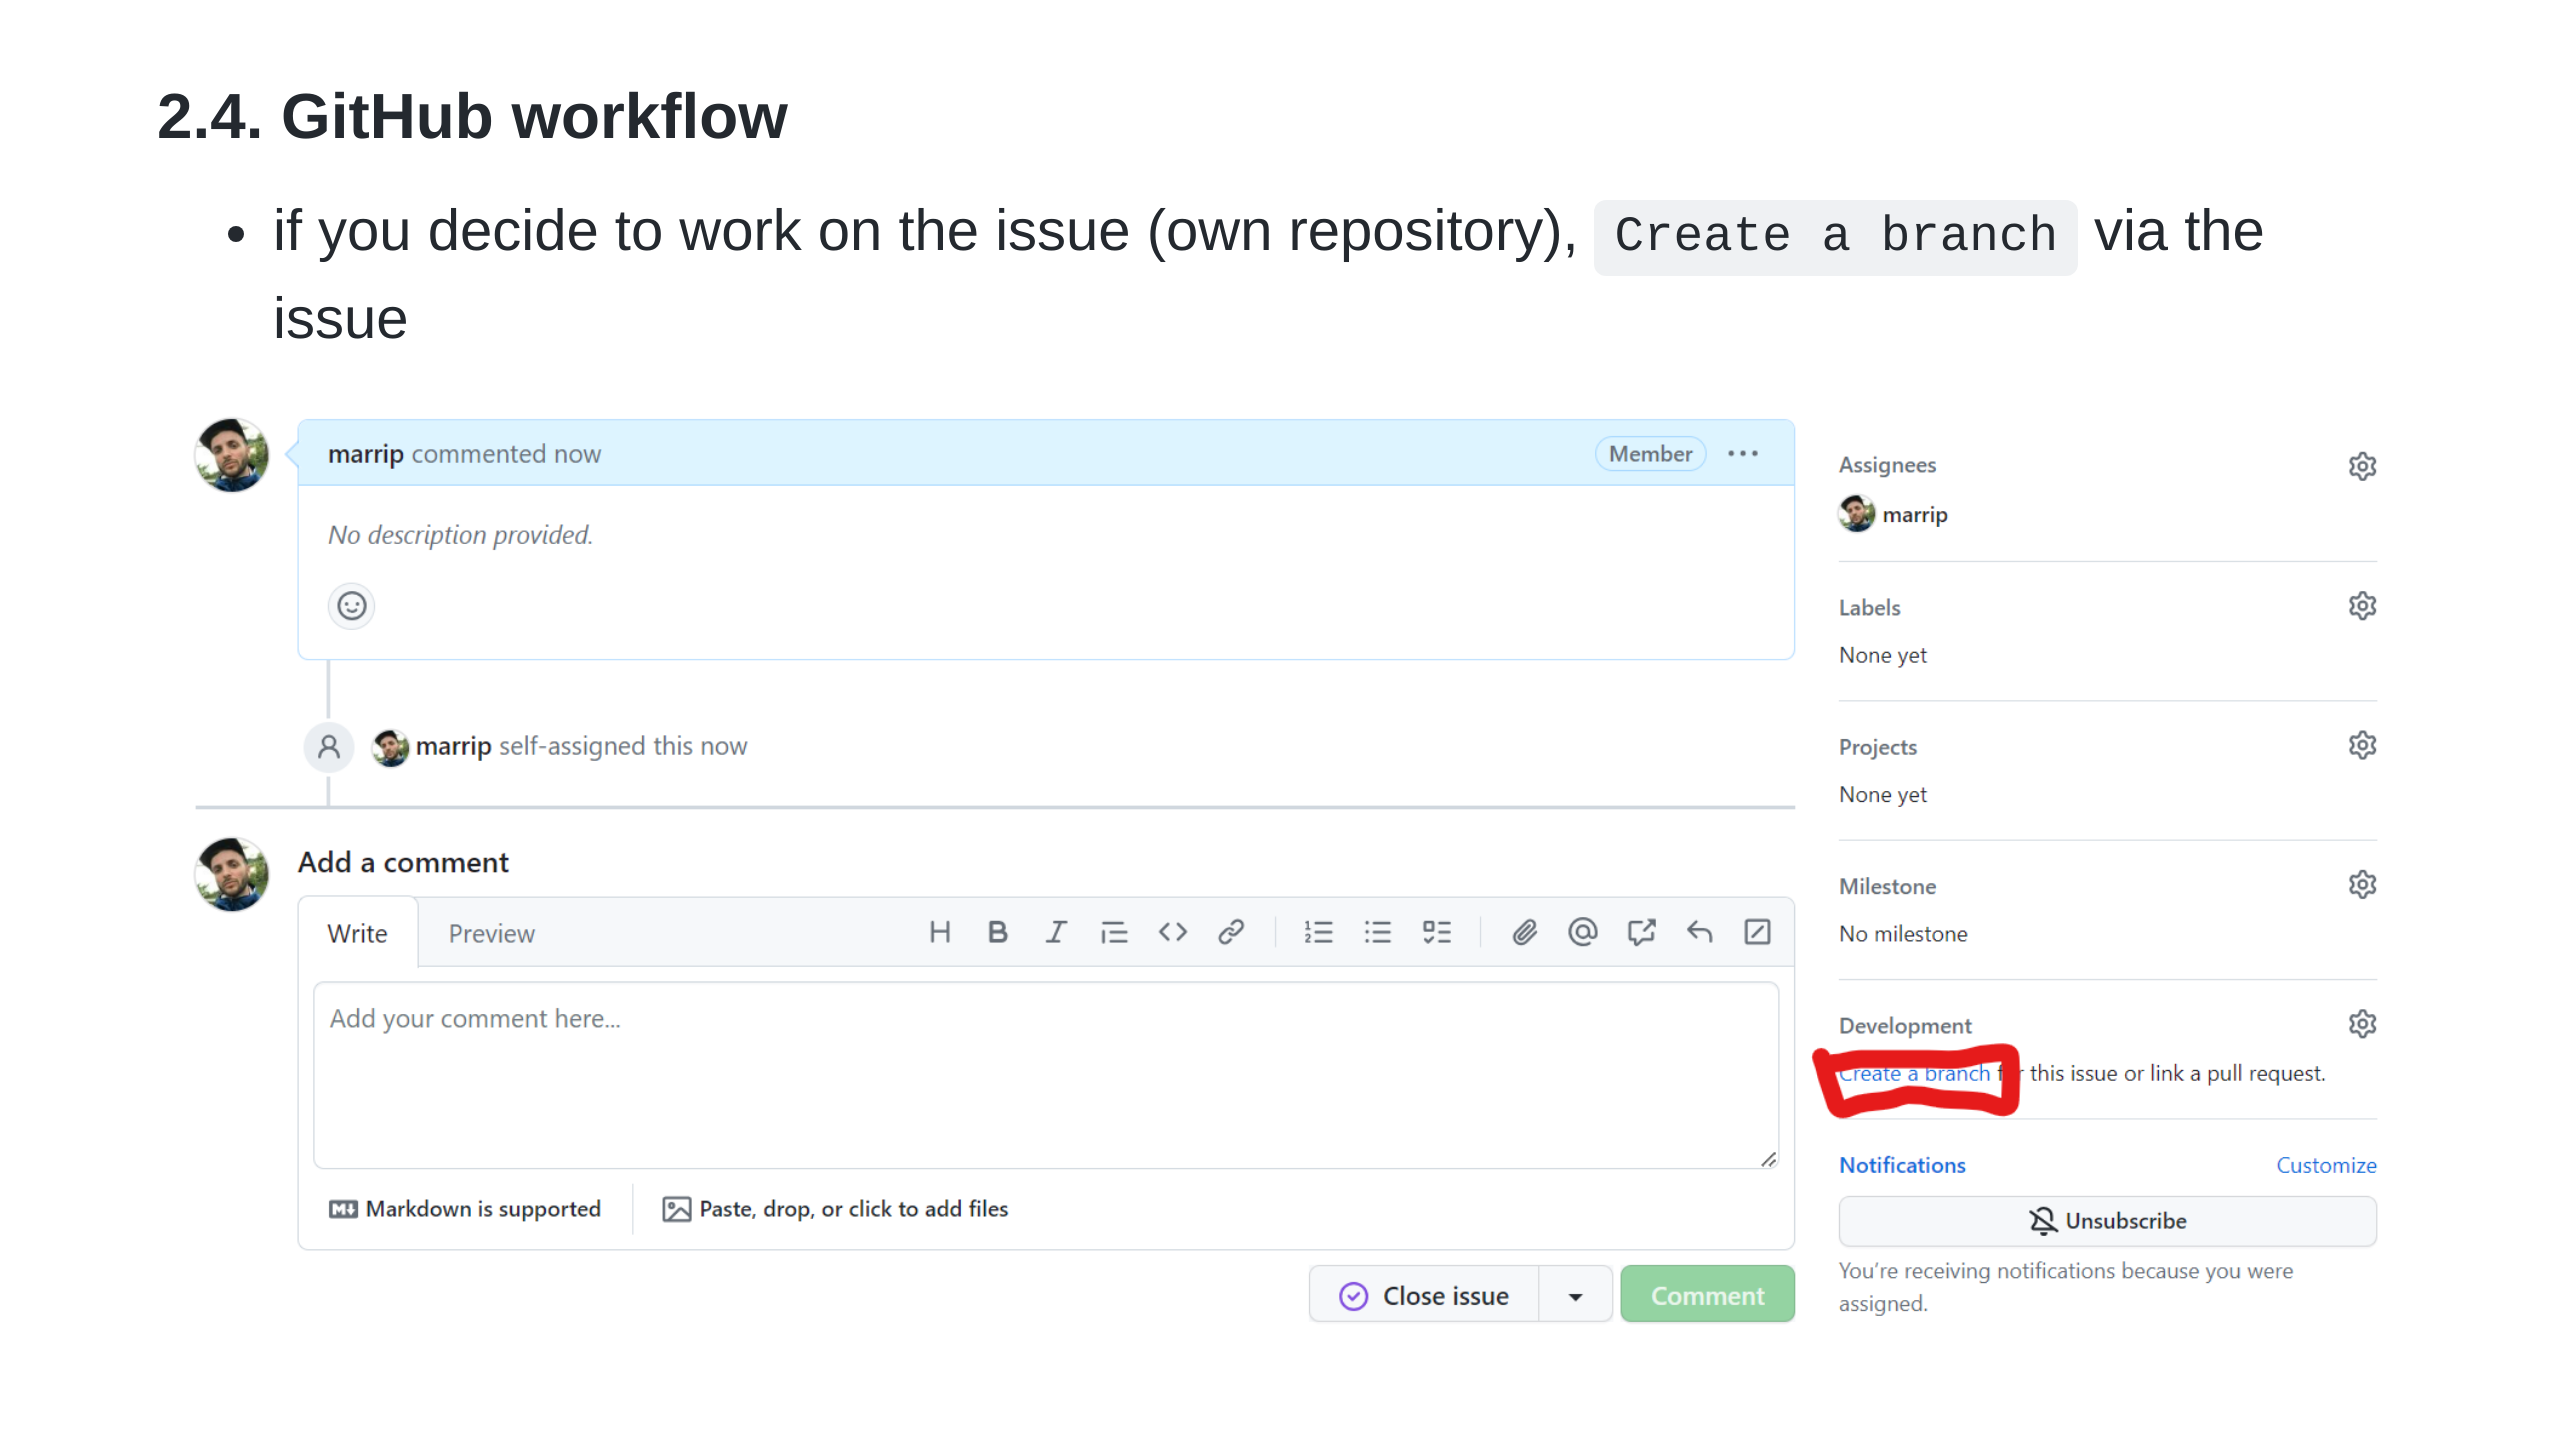 2.4. GitHub workflow
• if you decide to work on the issue (own repository), Create a branch via the
issue
marrip commented now
Member
No description provided.
marrip self-assigned this now
Add a comment
Write
Preview
Add your comment here...
Markdown is supported
Paste, drop, or click to add files
Close issue
Comment
Assignees
marrip
Labels
None yet
Projects
None yet
Milestone
No milestone
Development
Create a branch for this issue or link a pull request.
Notifications
Customize
Unsubscribe
You're receiving notifications because you were
assigned.